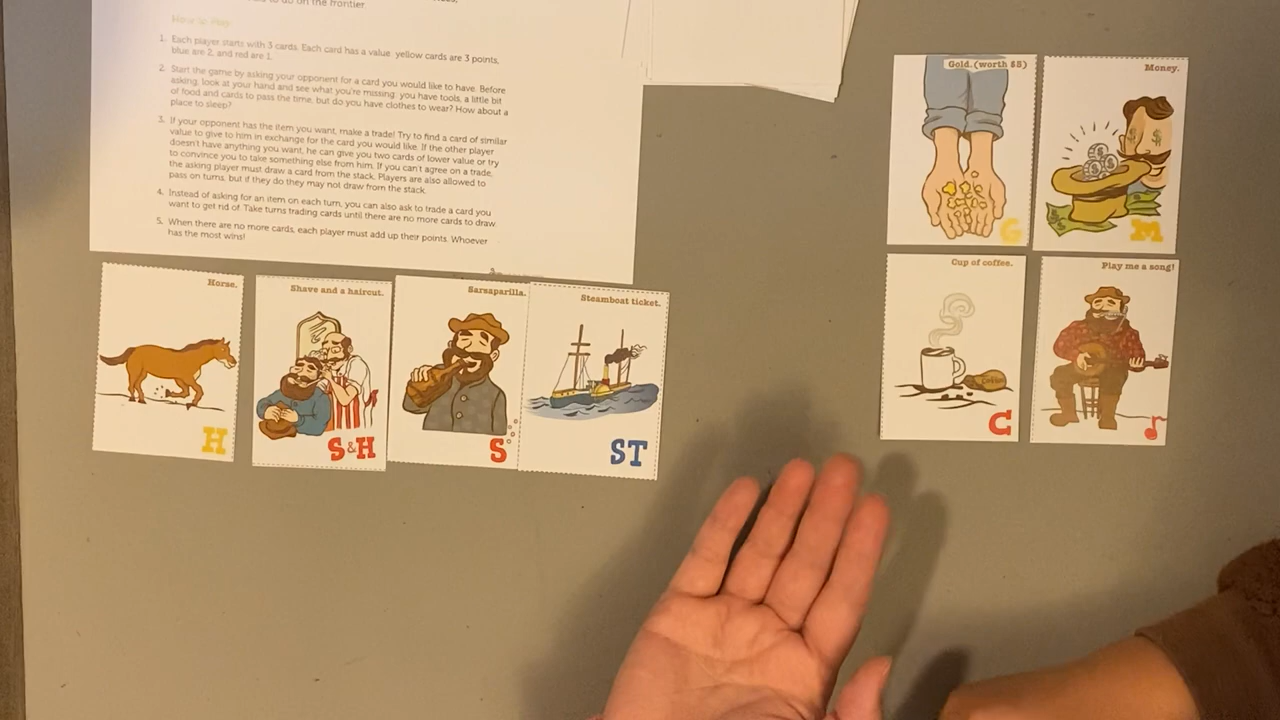 to do on the frontier
How to Play
1. Each player starts with 3 cards. Each card has a value: yellow cards are 3 points,
blue are 2, and red are 1.
2. Start the game by asking your opponent for a card you would like to have. Before
asking, look at your hand and see what you're missing: you have tools, a little bit
of food and cards to pass the time, but do you have clothes to wear? How about a
place to sleep?
3. If your opponent has the item you want, make a trade! Try to find a card of similar
value to give to him in exchange for the card you would like. If the other player
doesn't have anything you want, he can give you two cards of lower value or try
to convince you to take something else from him. If you can't agree on a trade,
the asking player must draw a card from the stack. Players are also allowed to
pass on turns, but if they do they may not draw from the stack.
4. Instead of asking for an item on each turn, you can also ask to trade a card you
want to get rid of. Take turns trading cards until there are no more cards to draw.
5. When there are no more cards, each player must add up their points. Whoever
has the most wins!
Horse.
H
Shave and a haircut.
S&H
Sarsaparilla.
S
Steamboat ticket.
ST
Gold. (worth $5)
G
Money.
M
Cup of coffee.
C
Play me a song!